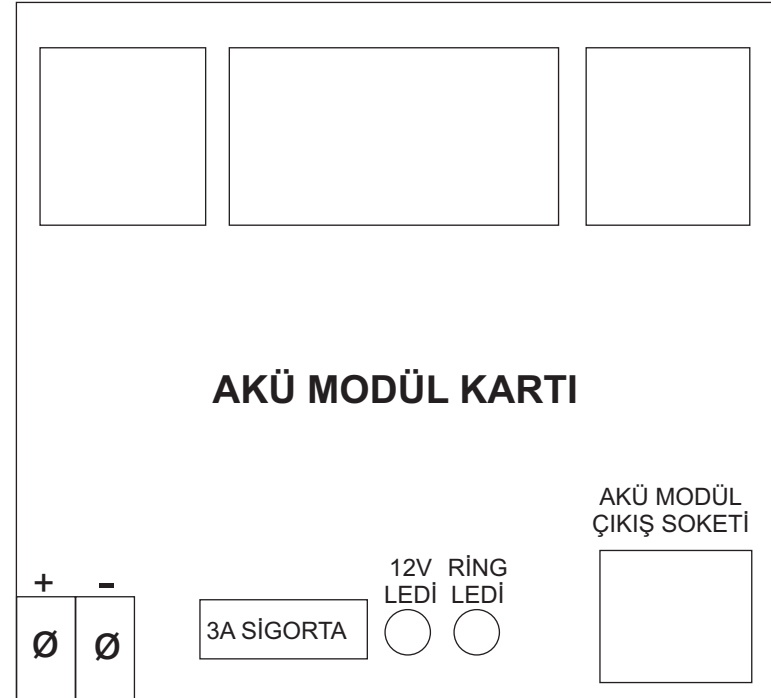 AKÜ MODÜL KARTI
AKÜ MODÜL
ÇIKIŞ SOKETİ
+ -
12V RİNG
LEDİ LEDİ
Ø Ø
3A SİGORTA